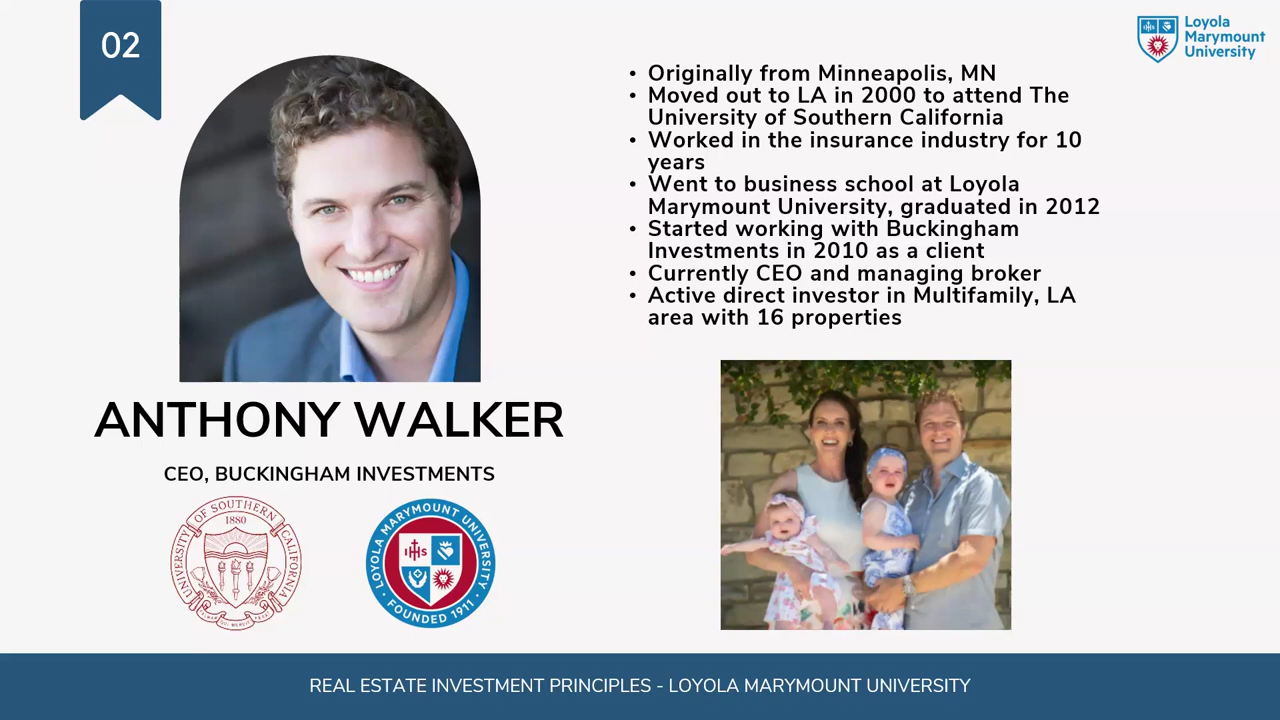 02
Loyola
Marymount
University
• Originally from Minneapolis, MN
• Moved out to LA in 2000 to attend The
University of Southern California
• Worked in the insurance industry for 10
years
• Went to business school at Loyola
Marymount University, graduated in 2012
• Started working with Buckingham
Investments in 2010 as a client
• Currently CEO and managing broker
• Active direct investor in Multifamily, LA
area with 16 properties
ANTHONY WALKER
CEO, BUCKINGHAM INVESTMENTS
UNIVERSITY OF SOUTHERN CALIFORNIA
1880
LOYOLA MARYMOUNT UNIVERSITY
IHS
• FOUNDED 1911 •
REAL ESTATE INVESTMENT PRINCIPLES - LOYOLA MARYMOUNT UNIVERSITY